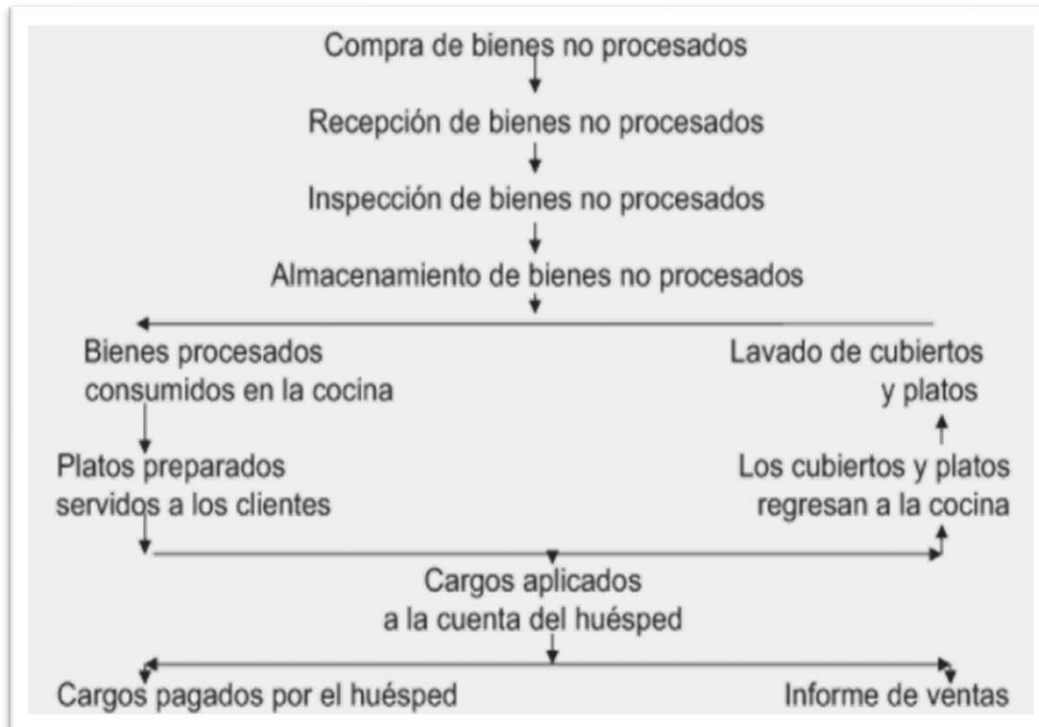 Compra de bienes no procesados
Recepción de bienes no procesados
Inspección de bienes no procesados
Almacenamiento de bienes no procesados
Bienes procesados
consumidos en la cocina
Lavado de cubiertos
y platos
Platos preparados
servidos a los clientes
Los cubiertos y platos
regresan a la cocina
Cargos aplicados
a la cuenta del huésped
Cargos pagados por el huésped
Informe de ventas